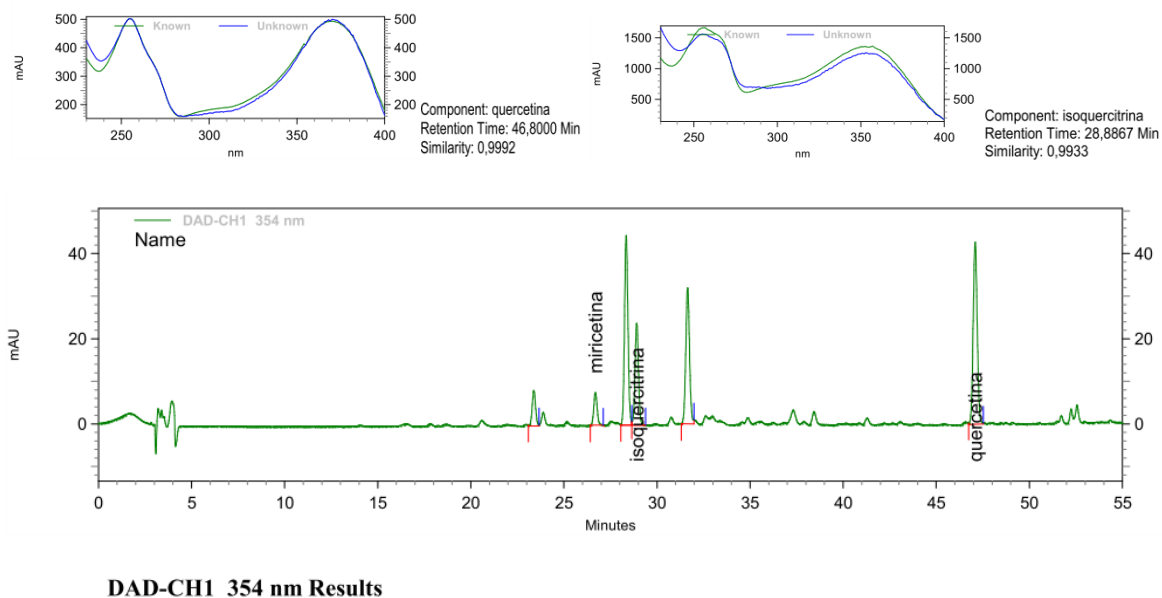 500
400
300
200
mAU
Known
Unknown
500
400
300
200
250
300
350
400
nm
Component: quercetina
Retention Time: 46,8000 Min
Similarity: 0,9992
1500
1000
500
mAU
Known
Unknown
1500
1000
500
250
300
350
400
nm
Component: isoquercitrina
Retention Time: 28,8867 Min
Similarity: 0,9933
DAD-CH1 354 nm
Name
40
20
0
mAU
miricetina
isoquercitrina
quercetina
40
20
0
mAU
0 5 10 15 20 25 30 35 40 45 50 55
Minutes
DAD-CH1 354 nm Results